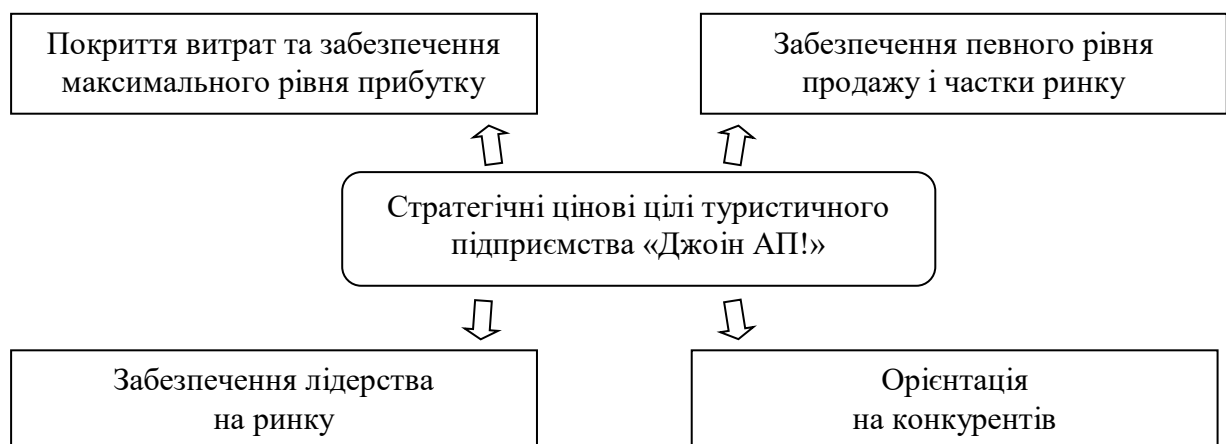 Покриття витрат та забезпечення
максимального рівня прибутку
Забезпечення певного рівня
продажу і частки ринку
Стратегічні цінові цілі туристичного
підприємства «Джоін АП!»
Забезпечення лідерства
на ринку
Орієнтація
на конкурентів